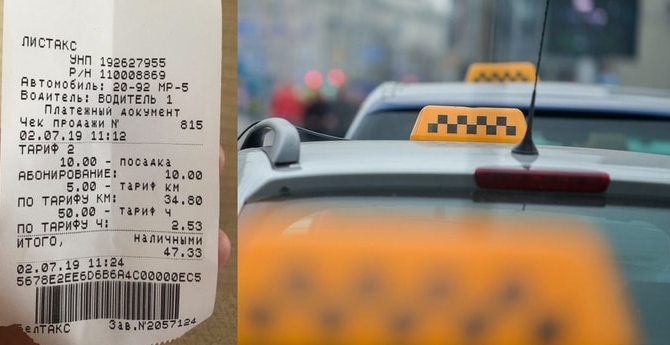 ЛИСТАКС
УНП 192627955
Р/Н 110008869
Автомобиль: 20-92 МР-5
Водитель: ВОДИТЕЛЬ 1
Платежный документ
Чек продажи № 815
02.07.19 11:12
ТАРИФ 2
10.00 - посадка
АБОНИРОВАНИЕ: 10.00
5.00 - тариф км
ПО ТАРИФУ КМ: 34.80
50.00 - тариф ч
ПО ТАРИФУ Ч: 2.53
ИТОГО, наличными
47.33
02.07.19 11:24
5678E2EE6D6B6A4C00000EC5
БелТАКС Зав.№2057124